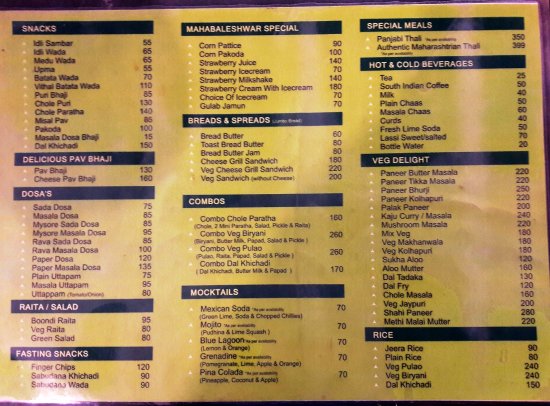 SNACKS
Idli Sambar 55
Idli Wada 65
Medu Wada 65
Upma 55
Batata Wada 70
Vithal Batata Wada 110
Puri Bhaji 110
Chole Puri 130
Chole Paratha 140
Misal Pav 85
Pakoda 100
Masala Dosa Bhaji 15
Dal Khichadi 150
DELICIOUS PAV BHAJI
Pav Bhaji 130
Cheese Pav Bhaji 160
DOSA'S
Sada Dosa 75
Masala Dosa 85
Mysore Sada Dosa 85
Mysore Masala Dosa 95
Rava Sada Dosa 85
Rava Masala Dosa 100
Paper Dosa 120
Paper Masala Dosa 135
Plain Uttapam 75
Masala Uttapam 95
Uttappam (Tomato/Onion) 80
RAITA / SALAD
Boondi Raita 95
Veg Raita 85
Green Salad 80
FASTING SNACKS
Finger Chips 120
Sabudana Khichadi 90
Sabudana Wada 90
MAHABALESHWAR SPECIAL
Corn Pattice 90
Corn Pakoda 100
Strawberry Juice 140
Strawberry Icecream 70
Strawberry Milkshake 140
Strawberry Cream With Icecream 180
Choice Of Icecream 60
Gulab Jamun 70
BREADS & SPREADS (Jumbo Bread)
Bread Butter 60
Toast Bread Butter 80
Bread Butter Jam 80
Cheese Grill Sandwich 180
Veg Cheese Grill Sandwich 220
Veg Sandwich (without Cheese) 200
COMBOS
Combo Chole Paratha 160
(Chole, 2 Mini Paratha, Salad, Pickle & Raita)
Combo Veg Biryani 260
(Biryani, Butter Milk, Papad, Salad & Pickle)
Combo Veg Pulao 260
(Pulao, Raita, Papad, Salad & Pickle)
Combo Dal Khichadi 170
( Dal Khichadi, Butter Milk & Papad )
MOCKTAILS
Mexican Soda *As per availability 70
(Green Lime, Soda & Chopped Chillies)
Mojito *As per availability 70
(Pudhina & Lime Squash )
Blue Lagoon *As per availability 70
(Lemon & Orange)
Grenadine *As per availability 70
(Pomegranate, Lime, Apple & Orange)
Pina Colada *As per availability 70
(Pineapple, Coconut & Apple)
SPECIAL MEALS
Panjabi Thali *As per availability 350
Authentic Maharashtrian Thali 399
*As per availability
HOT & COLD BEVERAGES
Tea 25
South Indian Coffee 50
Milk 40
Plain Chaas 50
Masala Chaas 60
Curds 40
Fresh Lime Soda 50
Lassi Sweet/salted 70
Bottle Water 20
VEG DELIGHT
Paneer Butter Masala 220
Paneer Tikka Masala 220
Paneer Bhurji 250
Paneer Kolhapuri 220
Palak Paneer 200
Kaju Curry / Masala 240
Mushroom Masala 220
Mix Veg 180
Veg Makhanwala 180
Veg Kolhapuri 180
Sukha Aloo 160
Aloo Mutter 160
Dal Tadaka 130
Dal Fry 120
Chole Masala 160
Veg Jaypuri 200
Shahi Paneer 280
Methi Malai Mutter 220
RICE
Jeera Rice 90
Plain Rice 80
Veg Pulao 240
Veg Biryani 240
Dal Khichadi 150